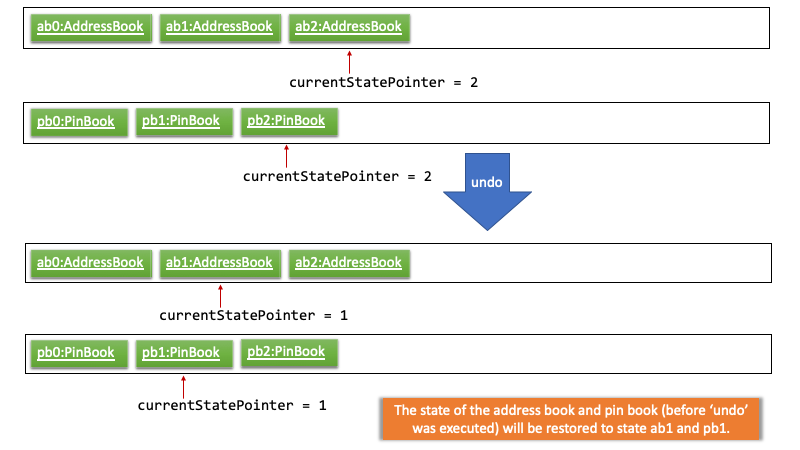 ab0:AddressBook ab1:AddressBook ab2:AddressBook
currentStatePointer = 2
pb0:PinBook pb1:PinBook pb2:PinBook
currentStatePointer = 2
undo
ab0:AddressBook ab1:AddressBook ab2:AddressBook
currentStatePointer = 1
pb0:PinBook pb1:PinBook pb2:PinBook
currentStatePointer = 1
The state of the address book and pin book (before ‘undo’
was executed) will be restored to state ab1 and pb1.